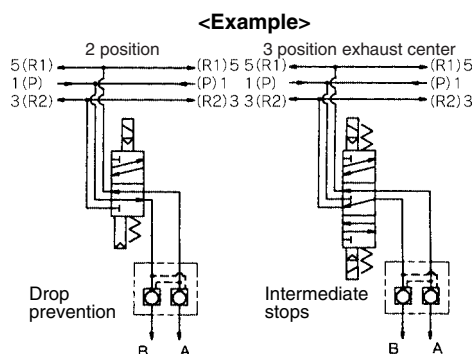 <Example>
2 position
3 position exhaust center
5(R1) (R1)5 5(R1) (R1)5
1(P) (P)1 1(P) (P)1
3(R2) (R2)3 3(R2) (R2)3
Drop
prevention
Intermediate
stops
B A B A